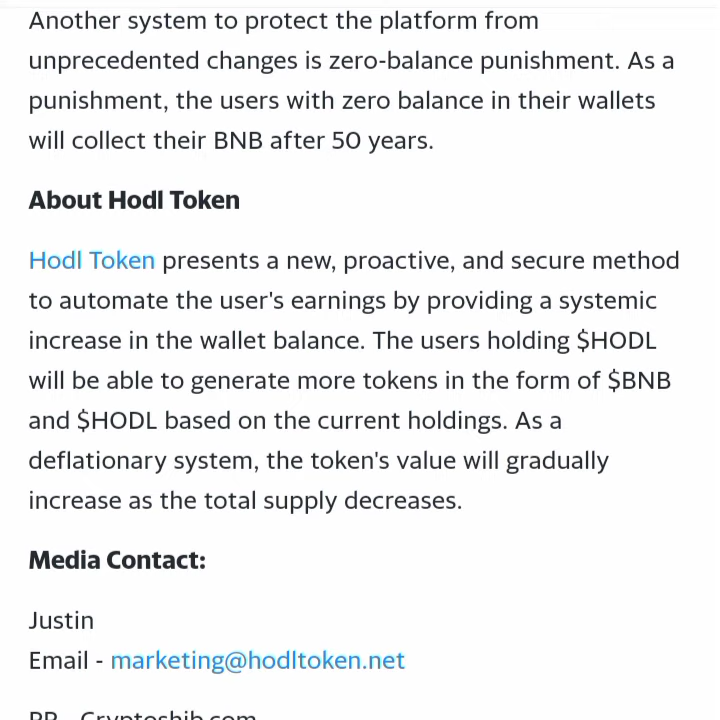 Another system to protect the platform from
unprecedented changes is zero-balance punishment. As a
punishment, the users with zero balance in their wallets
will collect their BNB after 50 years.
About Hodl Token
Hodl Token presents a new, proactive, and secure method
to automate the user's earnings by providing a systemic
increase in the wallet balance. The users holding $HODL
will be able to generate more tokens in the form of $BNB
and $HODL based on the current holdings. As a
deflationary system, the token's value will gradually
increase as the total supply decreases.
Media Contact:
Justin
Email - marketing@hodltoken.net
PR - Cryptoshib.com